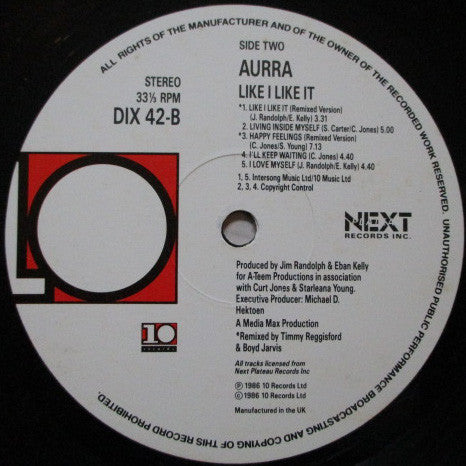 ALL RIGHTS OF THE MANUFACTURER AND OF THE OWNER OF THE RECORDED WORK RESERVED. UNAUTHORISED PUBLIC PERFORMANCE BROADCASTING AND COPYING OF THIS RECORD PROHIBITED.
STEREO
33⅓ RPM
DIX 42-B
SIDE TWO
AURRA
LIKE I LIKE IT
*1. LIKE I LIKE IT (Remixed Version)
(J. Randolph/E. Kelly) 3.31
2. LIVING INSIDE MYSELF (S. Carter/C. Jones) 5.00
*3. HAPPY FEELINGS (Remixed Version)
(C. Jones/S. Young) 7.13
4. I'LL KEEP WAITING (C. Jones) 4.40
5. I LOVE MYSELF (J. Randolph/E. Kelly) 4.40
1, 5. Intersong Music Ltd/10 Music Ltd
2, 3, 4. Copyright Control
NEXT
RECORDS INC.
10
10
RECORDS
Produced by Jim Randolph & Eban Kelly
for A-Teem Productions in association
with Curt Jones & Starleana Young.
Executive Producer: Michael D.
Hektoen
A Media Max Production
*Remixed by Timmy Reggisford
& Boyd Jarvis
All tracks licensed from
Next Plateau Records Inc
℗ 1986 10 Records Ltd
© 1986 10 Records Ltd
Manufactured in the UK